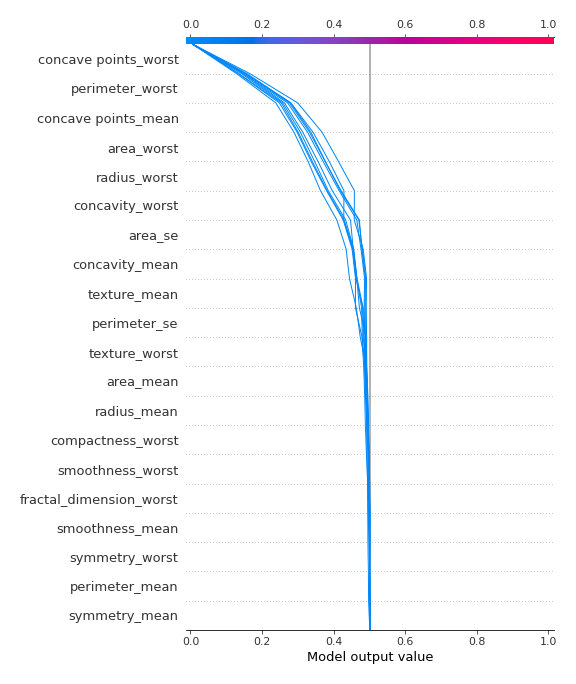 0.0 0.2 0.4 0.6 0.8 1.0
concave points_worst
perimeter_worst
concave points_mean
area_worst
radius_worst
concavity_worst
area_se
concavity_mean
texture_mean
perimeter_se
texture_worst
area_mean
radius_mean
compactness_worst
smoothness_worst
fractal_dimension_worst
smoothness_mean
symmetry_worst
perimeter_mean
symmetry_mean
0.0 0.2 0.4 0.6 0.8 1.0
Model output value